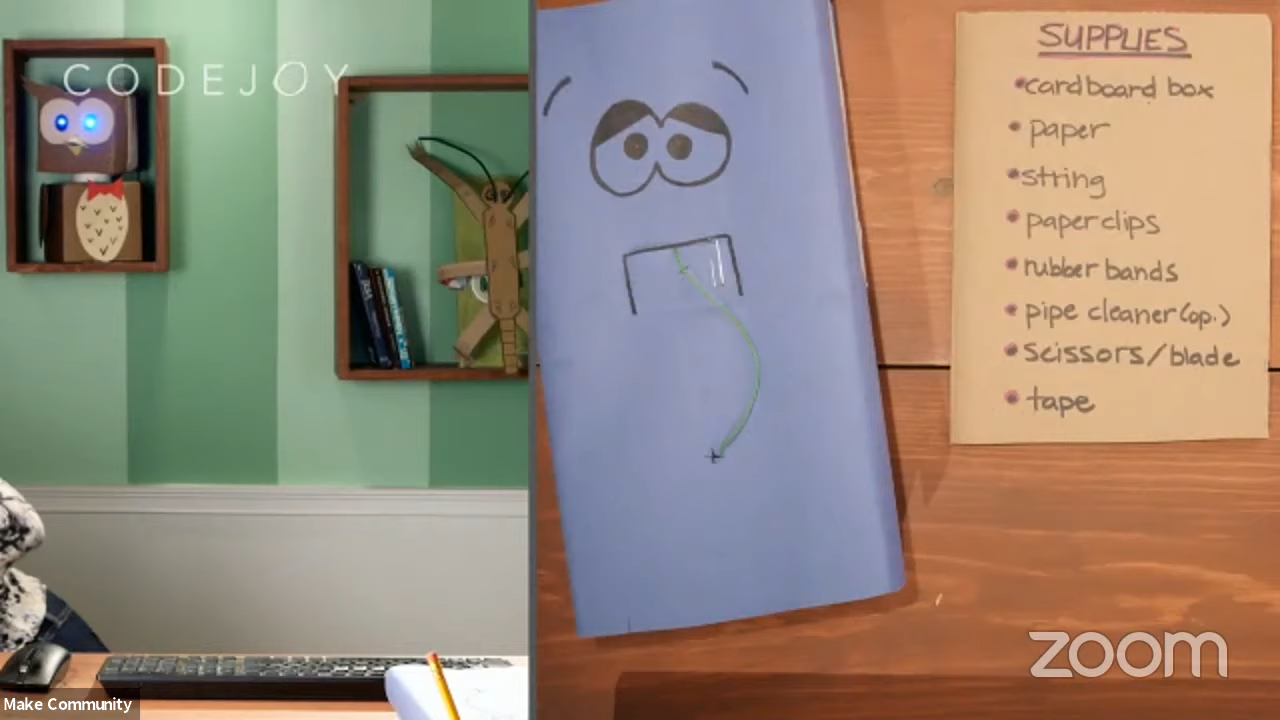 CODEJOY
SUPPLIES
•cardboard box
• paper
•string
• paperclips
• rubber bands
• pipe cleaner(op.)
• scissors/blade
• tape
zoom
Make Community